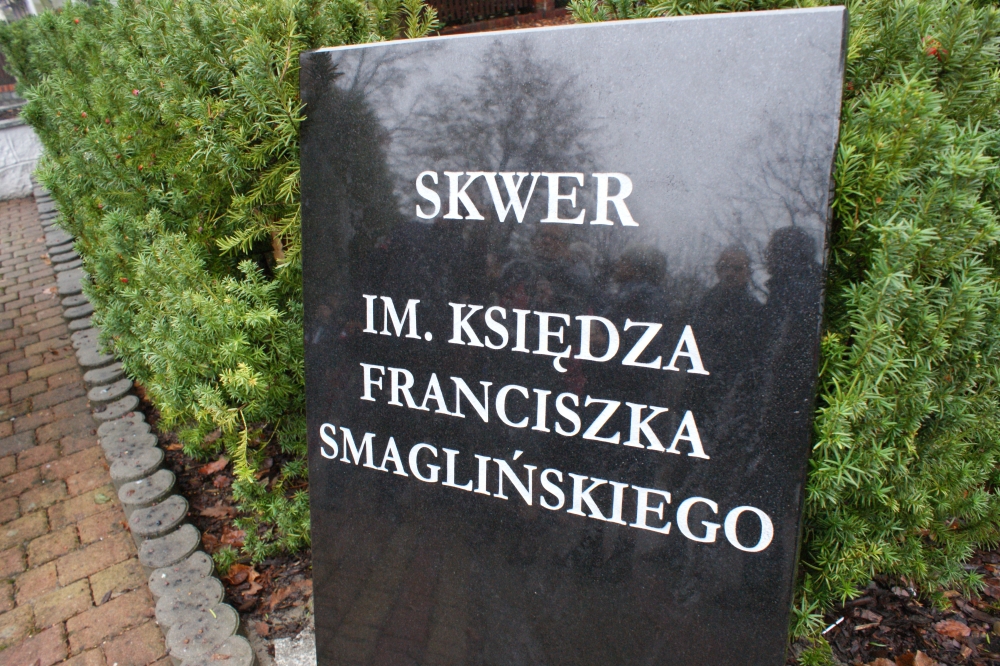 SKWER
IM. KSIĘDZA
FRANCISZKA
SMAGLIŃSKIEGO